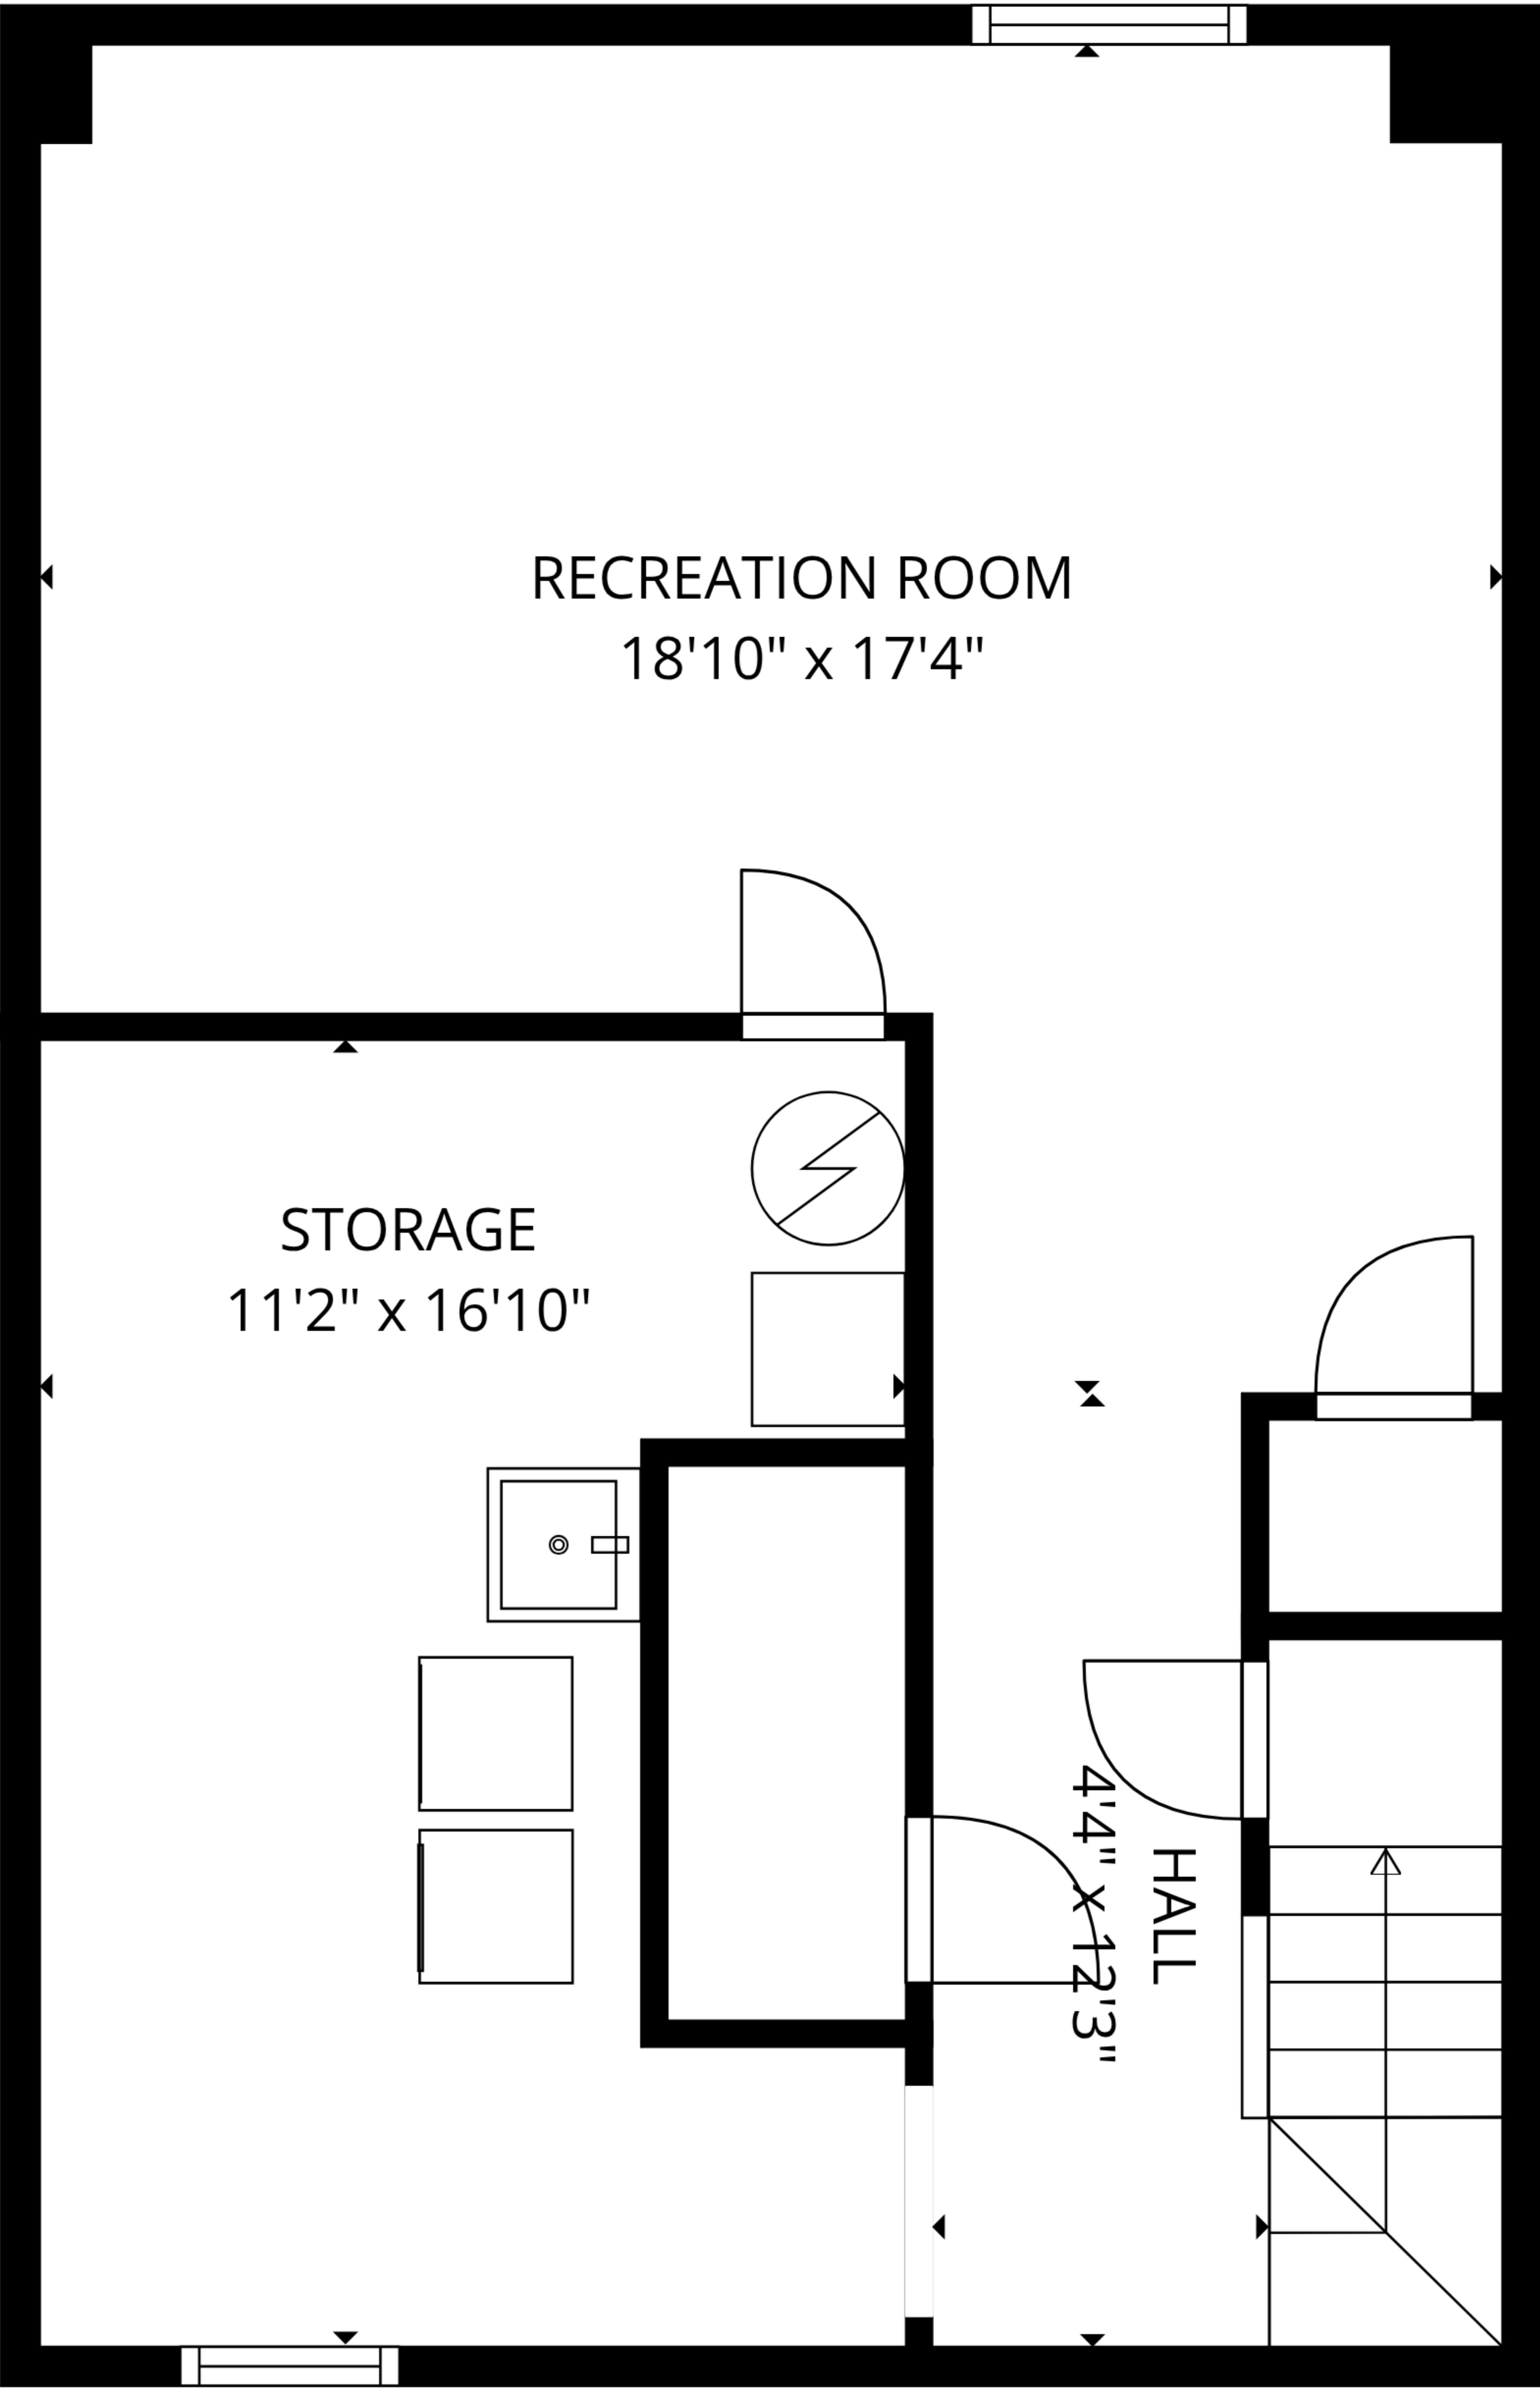 RECREATION ROOM
18'10" x 17'4"
STORAGE
11'2" x 16'10"
HALL
4'4" x 12'3"